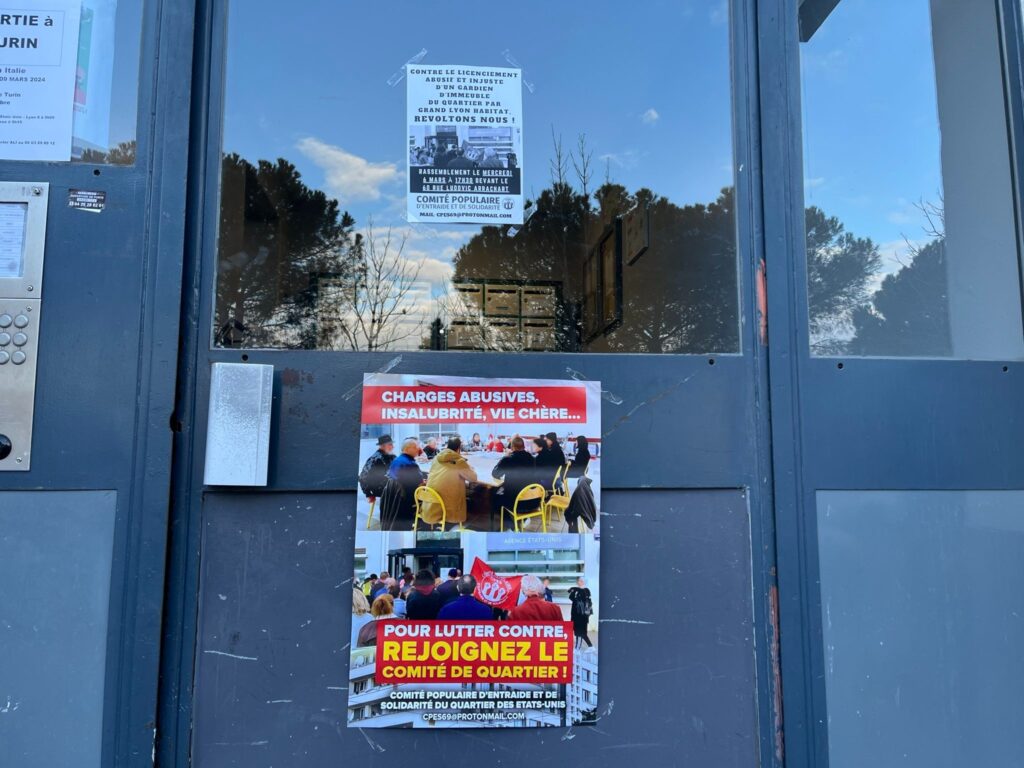 RTIE à
URIN
Italie
09 MARS 2024
Turin
CONTRE LE LICENCIEMENT
ABUSIF ET INJUSTE
D'UN GARDIEN
D'IMMEUBLE
DU QUARTIER PAR
GRAND LYON HABITAT,
REVOLTONS NOUS !
RASSEMBLEMENT LE MERCREDI
6 MARS À 17H30 DEVANT LE
60 RUE LUDOVIC ARRACHART
COMITÉ POPULAIRE
D'ENTRAIDE ET DE SOLIDARITÉ
MAIL: CPES69@PROTONMAIL.COM
CHARGES ABUSIVES,
INSALUBRITÉ, VIE CHÈRE...
AGENCE ÉTATS-UNIS
POUR LUTTER CONTRE,
REJOIGNEZ LE
COMITÉ DE QUARTIER !
COMITÉ POPULAIRE D'ENTRAIDE ET DE
SOLIDARITÉ DU QUARTIER DES ETATS-UNIS
CPES69@PROTONMAIL.COM